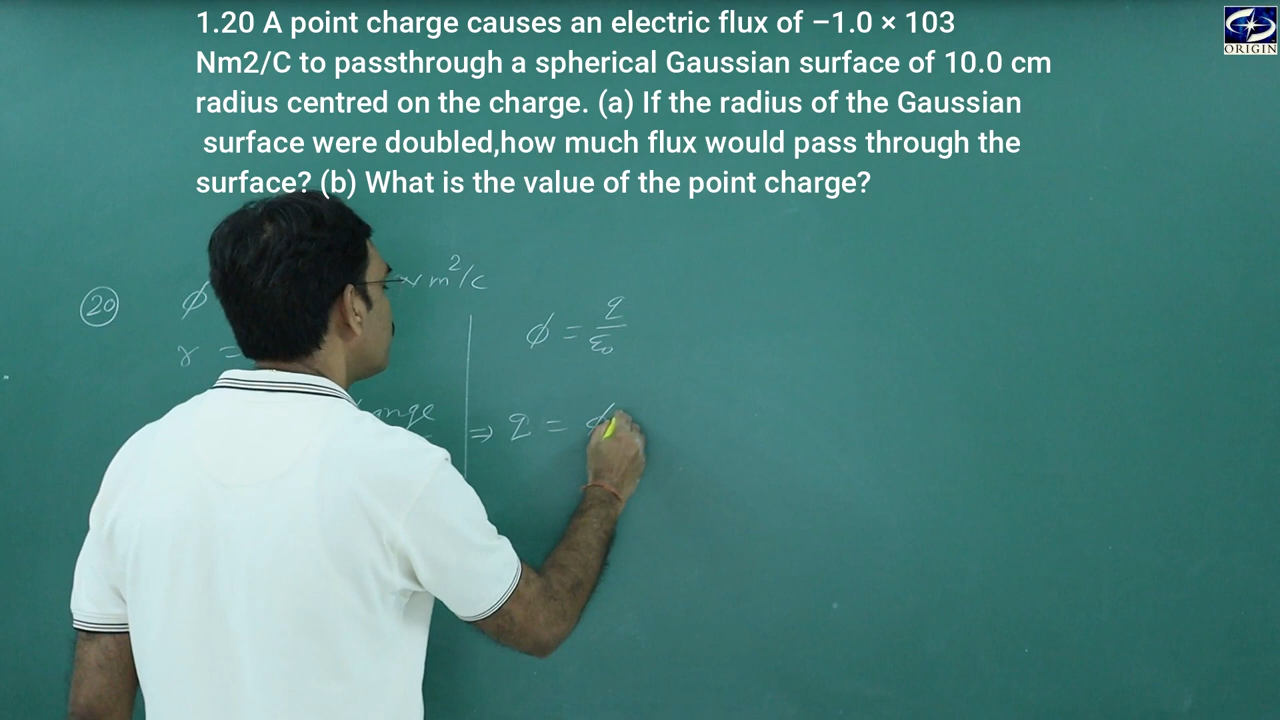 1.20 A point charge causes an electric flux of –1.0 × 103
Nm2/C to passthrough a spherical Gaussian surface of 10.0 cm
radius centred on the charge. (a) If the radius of the Gaussian
surface were doubled,how much flux would pass through the
surface? (b) What is the value of the point charge?
ORIGIN
20 ϕ Nm²/C
r =
ϕ = q/ε₀
⇒ q = ϕ